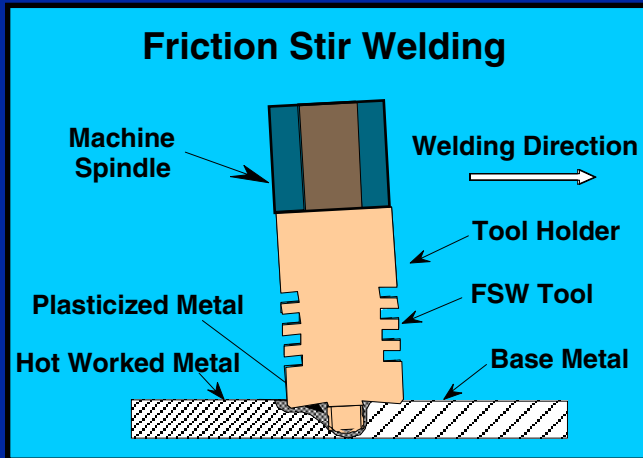 Friction Stir Welding
Machine
Spindle
Welding Direction
Tool Holder
Plasticized Metal
FSW Tool
Hot Worked Metal
Base Metal